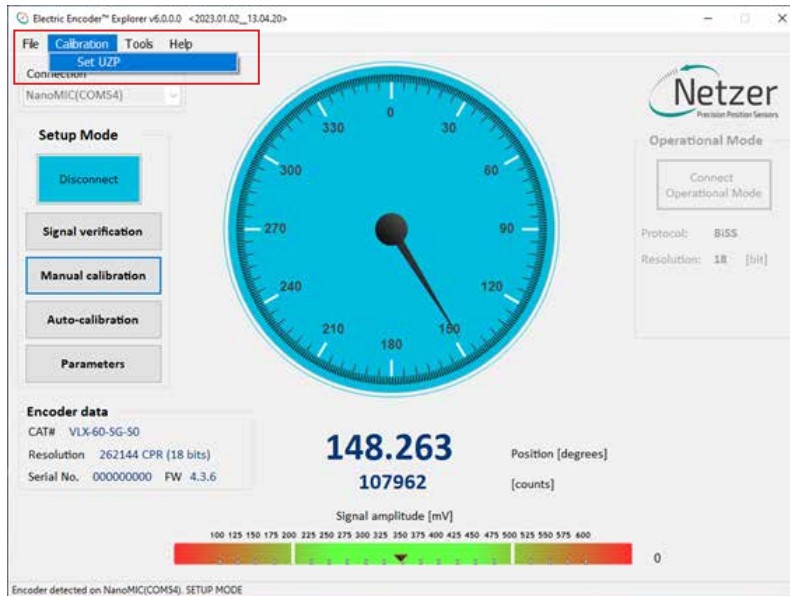 Electric Encoder™ Explorer v6.0.0.0 <2023.01.02__13.04.20>
File Calibration Tools Help
Set UZP
Connection
NanoMIC(COM54)
Setup Mode
Disconnect
Signal verification
Manual calibration
Auto-calibration
Parameters
Encoder data
CAT# VLX-60-SG-S0
Resolution 262144 CPR (18 bits)
Serial No. 000000000 FW 4.3.6
0
30
60
90
120
150
180
210
240
270
300
330
148.263 Position [degrees]
107962 [counts]
Signal amplitude [mV]
100 125 150 175 200 225 250 275 300 325 350 375 400 425 450 475 500 525 550 575 600
0
Netzer
Precision Position Sensors
Operational Mode
Connect
Operational Mode
Protocol: BiSS
Resolution: 18 [bit]
Encoder detected on NanoMIC(COM54). SETUP MODE